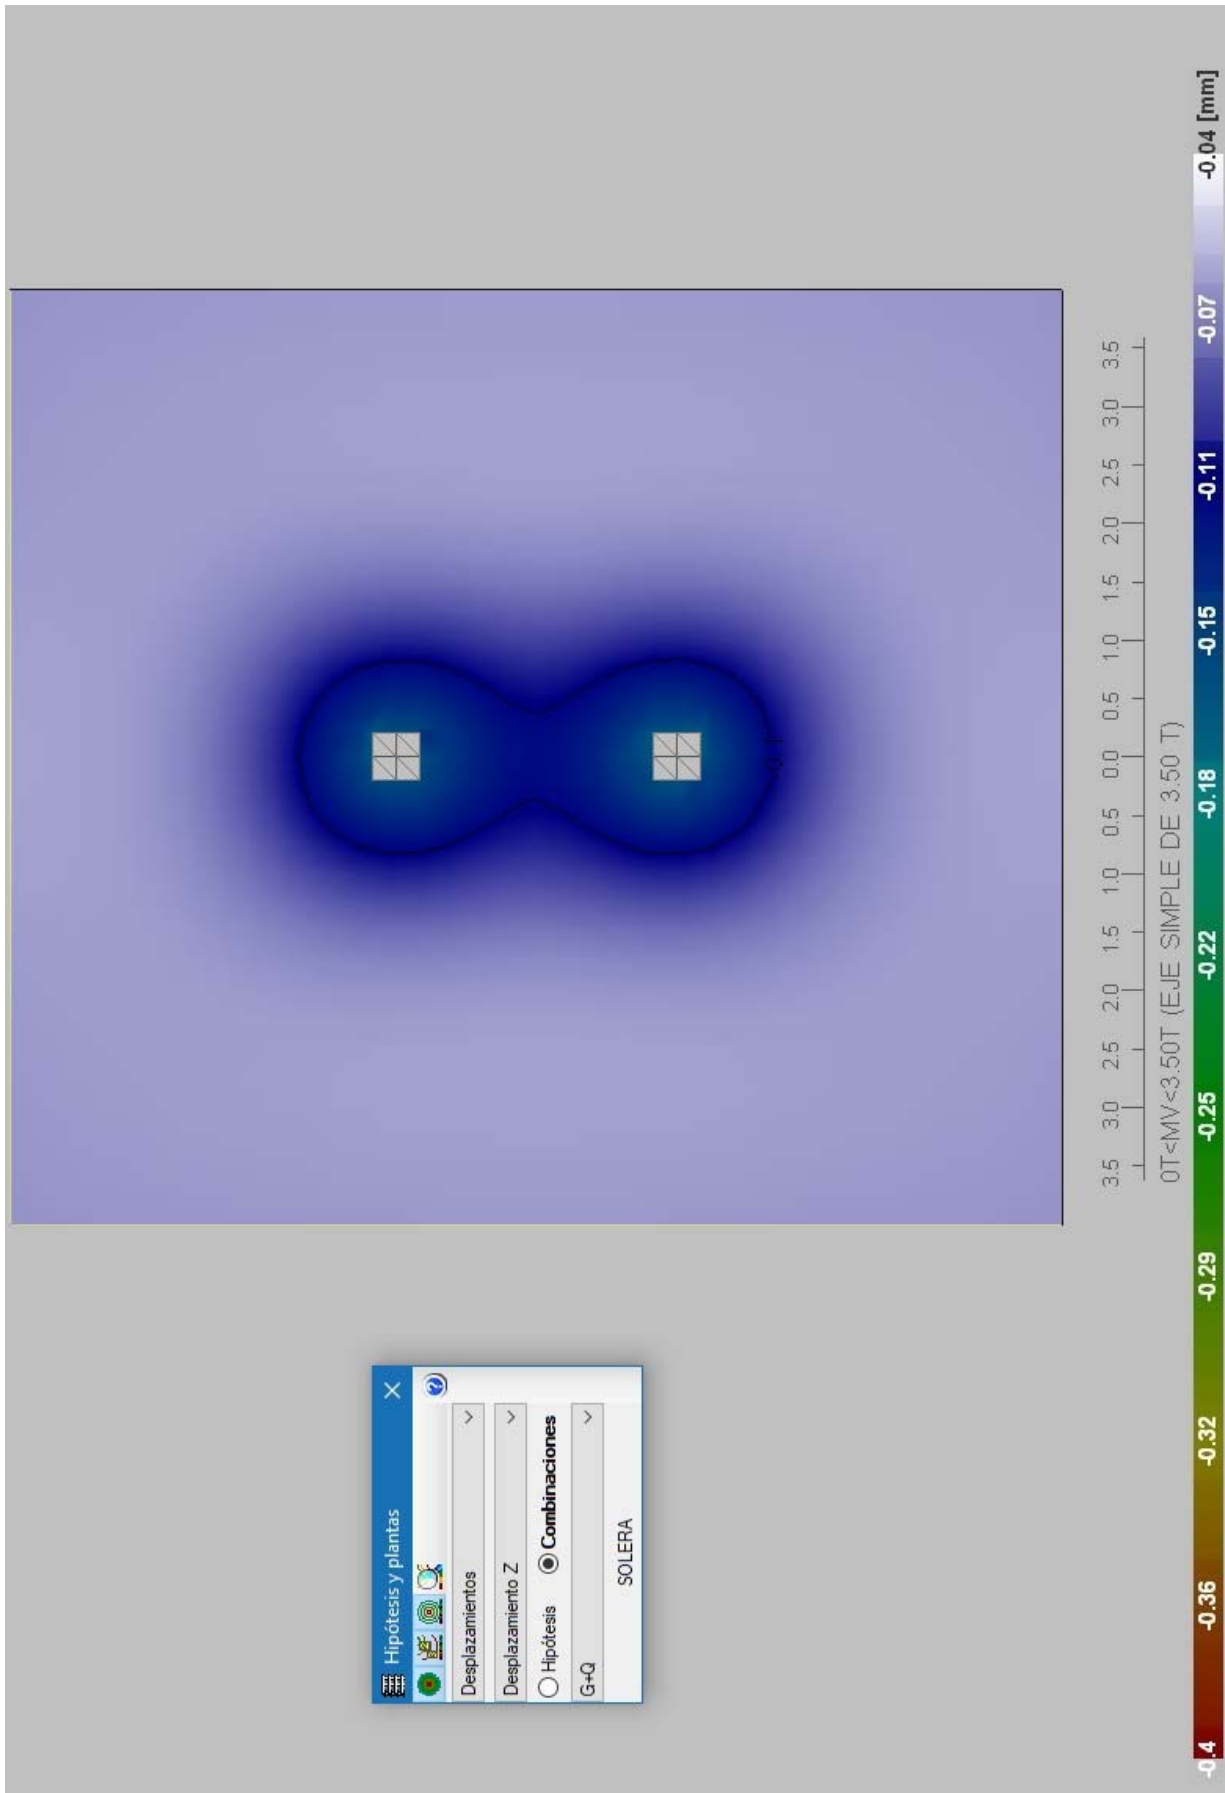 Hipótesis y plantas
Desplazamientos
Desplazamiento Z
Hipótesis Combinaciones
G+Q
SOLERA
3.5 3.0 2.5 2.0 1.5 1.0 0.5 0.0 0.5 1.0 1.5 2.0 2.5 3.0 3.5
0T<MV<3.50T (EJE SIMPLE DE 3.50 T)
-0.4 -0.36 -0.32 -0.29 -0.25 -0.22 -0.18 -0.15 -0.11 -0.07 -0.04 [mm]